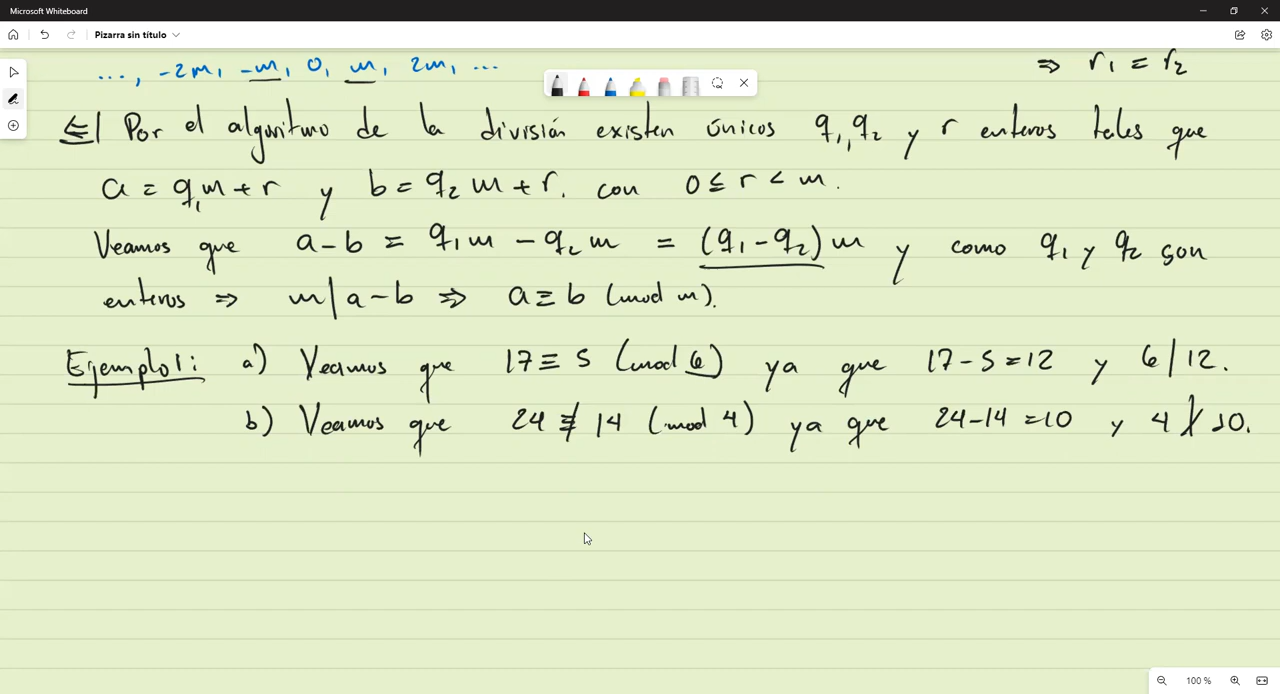 Microsoft Whiteboard
Pizarra sin título
..., -2m, -m, 0, m, 2m, ...
⇒ r₁ = r₂
⇐| Por el algoritmo de la división existen únicos q₁, q₂ y r enteros tales que
a = q₁m + r y b = q₂m + r, con 0 ≤ r < m.
Veamos que a - b = q₁m - q₂m = (q₁ - q₂)m y como q₁ y q₂ son
enteros ⇒ m | a - b ⇒ a ≡ b (mod m).
Ejemplo 1: a) Veamos que 17 ≡ 5 (mod 6) ya que 17 - 5 = 12 y 6 | 12.
b) Veamos que 24 ≢ 14 (mod 4) ya que 24 - 14 = 10 y 4 ∤ 10.
100 %